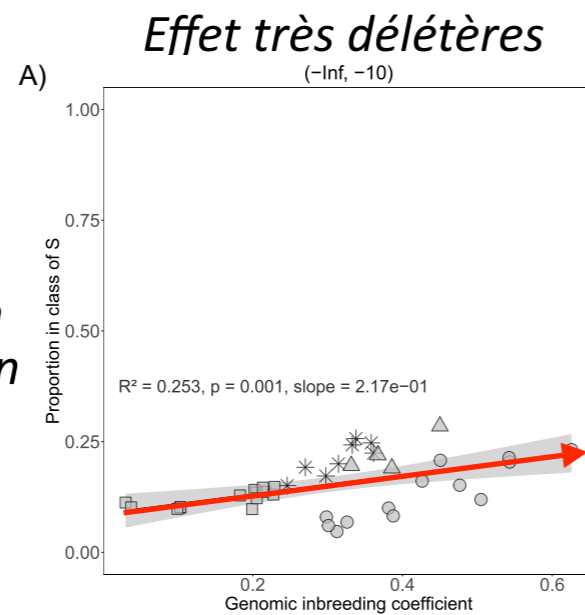 Effet très délétères
(−Inf, −10)
A)
1.00
0.75
0.50
0.25
0.00
Proportion in class of S
n
R² = 0.253, p = 0.001, slope = 2.17e−01
0.2
0.4
0.6
Genomic inbreeding coefficient